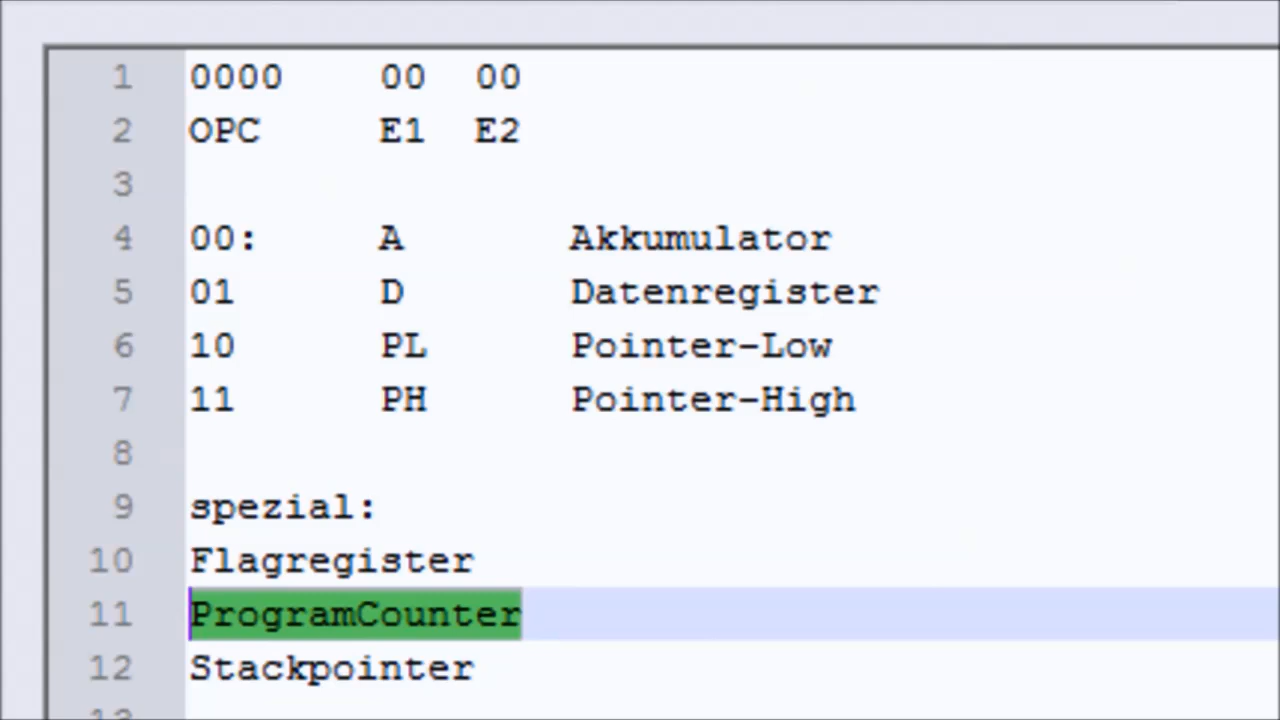 1 0000 00 00
2 OPC E1 E2
3
4 00: A Akkumulator
5 01 D Datenregister
6 10 PL Pointer-Low
7 11 PH Pointer-High
8
9 spezial:
10 Flagregister
11 ProgramCounter
12 Stackpointer
13